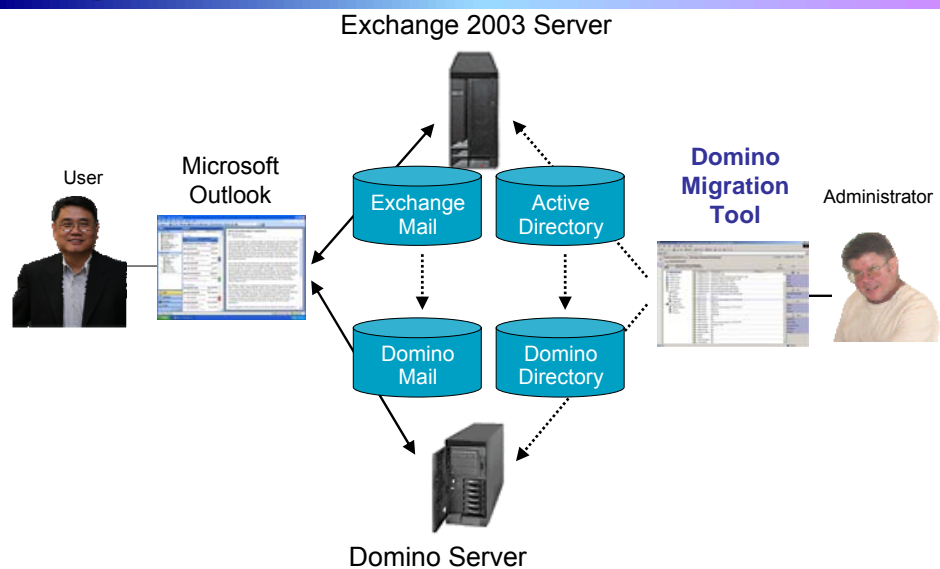 Exchange 2003 Server
User
Microsoft
Outlook
Exchange
Mail
Active
Directory
Domino
Migration
Tool
Administrator
Domino
Mail
Domino
Directory
Domino Server